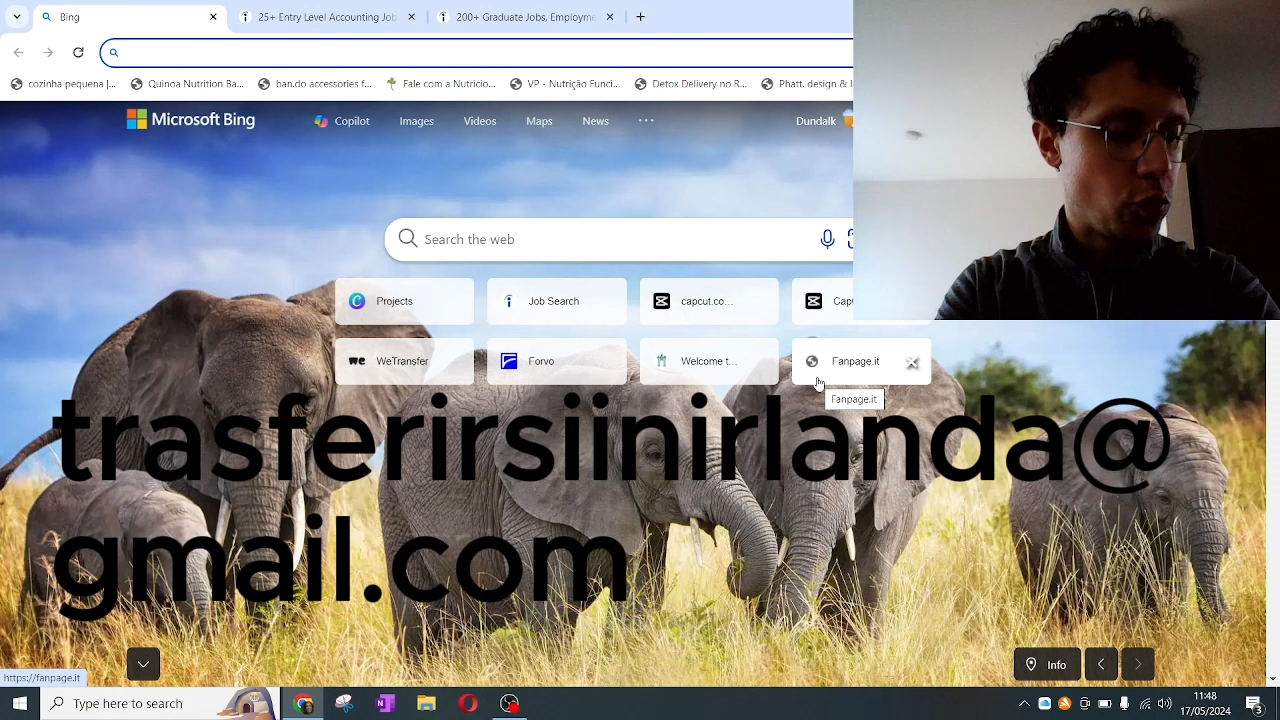 Bing
25+ Entry Level Accounting Job
200+ Graduate Jobs, Employme
cozinha pequena |...
Quinoa Nutrition Ba...
ban.do accessories f...
Fale com a Nutricio...
VP - Nutrição Funci...
Detox Delivery no R...
Phatt. design & i
Microsoft Bing
Copilot
Images
Videos
Maps
News
Dundalk
Search the web
Projects
Job Search
capcut.co...
WeTransfer
Forvo
Welcome t...
Fanpage.it
Fanpage.it
trasferirsiinirlanda@
gmail.com
Info
https://fanpage.it
Type here to search
11:48
17/05/2024
3